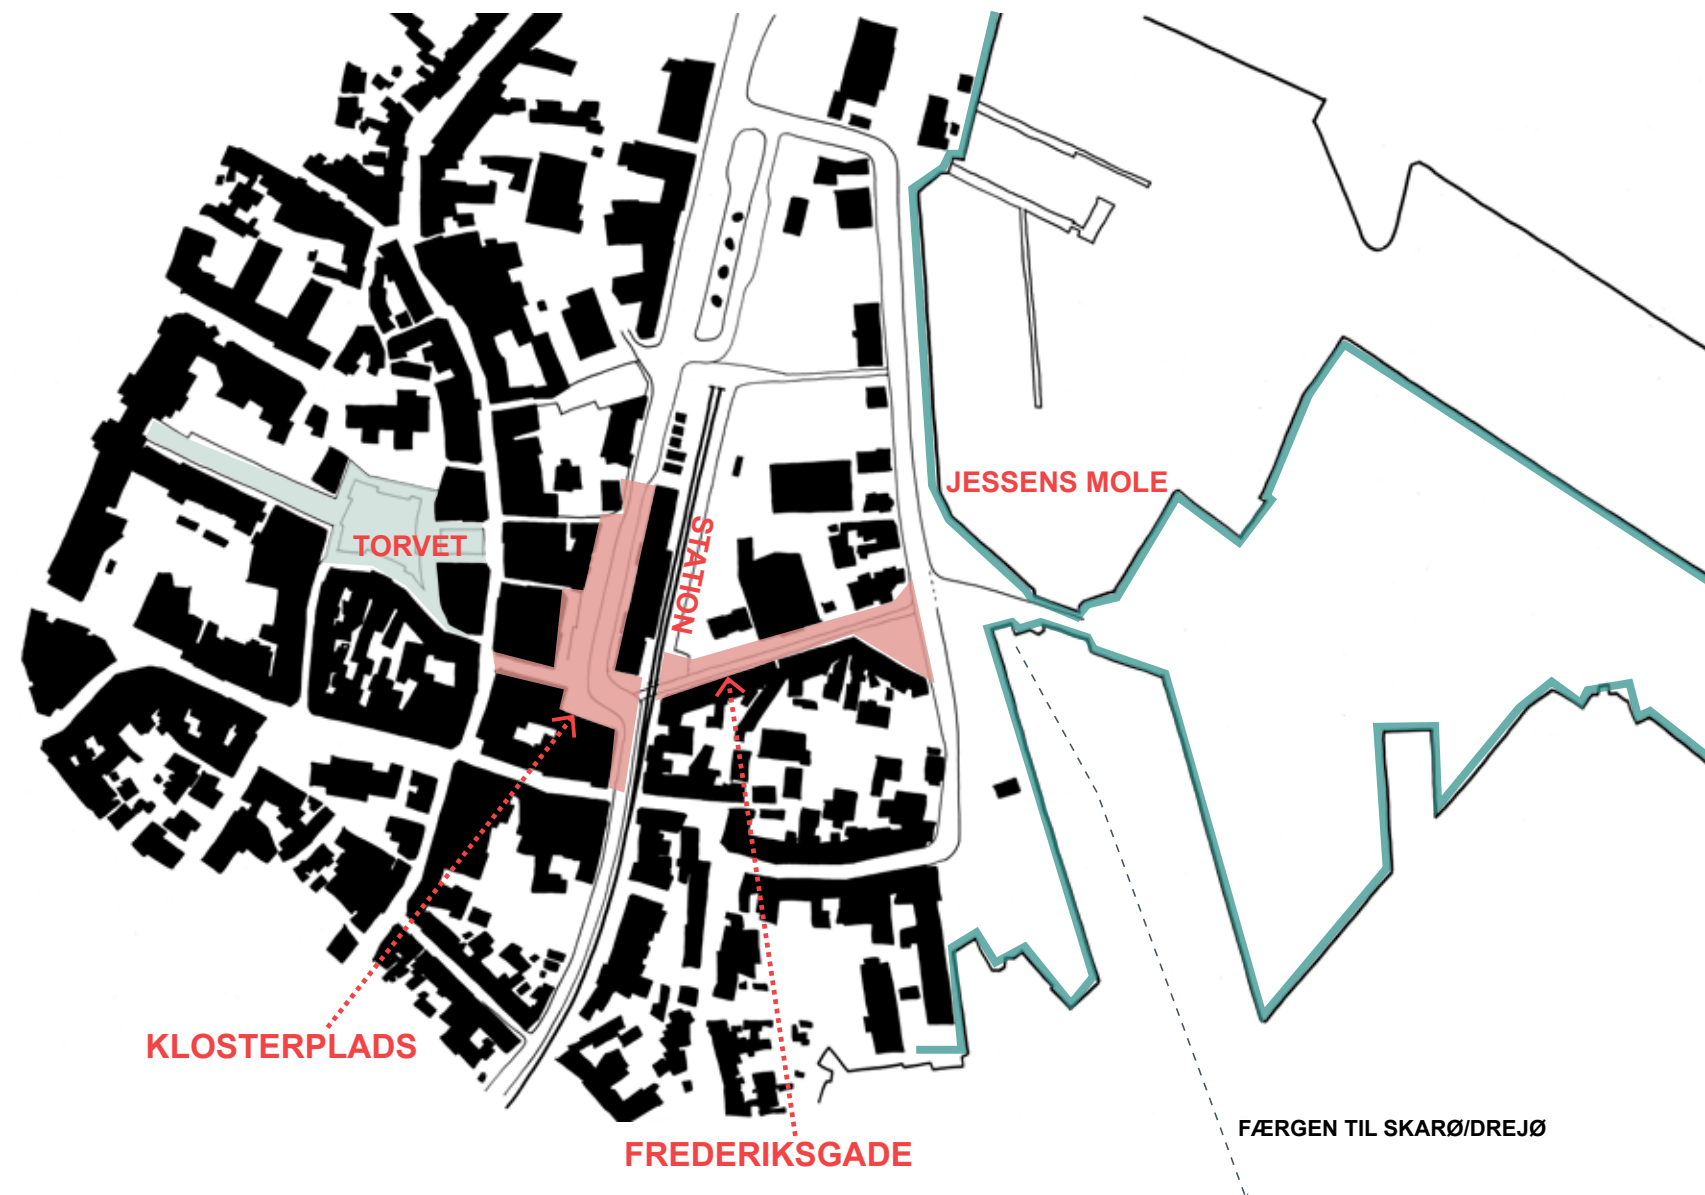 JESSENS MOLE
STATION
TORVET
KLOSTERPLADS
FREDERIKSGADE
FÆRGEN TIL SKARØ/DREJØ